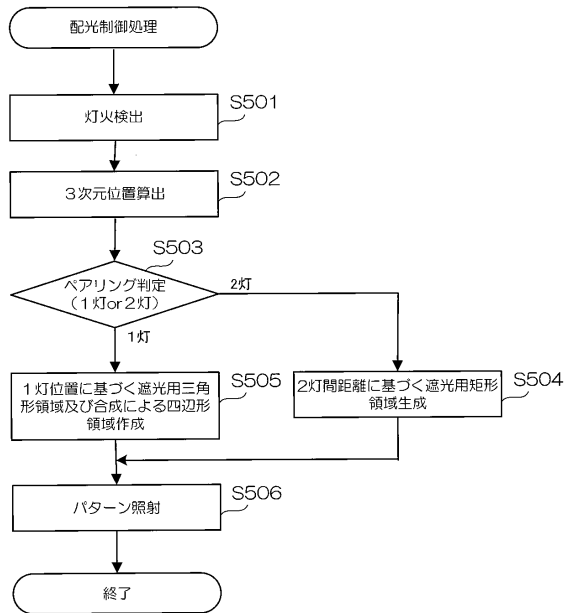 配光制御処理
S501
灯火検出
S502
3次元位置算出
S503
ペアリング判定
(1灯or2灯)
2灯
1灯
S505
1灯位置に基づく遮光用三角
形領域及び合成による四辺形
領域作成
S504
2灯間距離に基づく遮光用矩形
領域生成
S506
パターン照射
終了